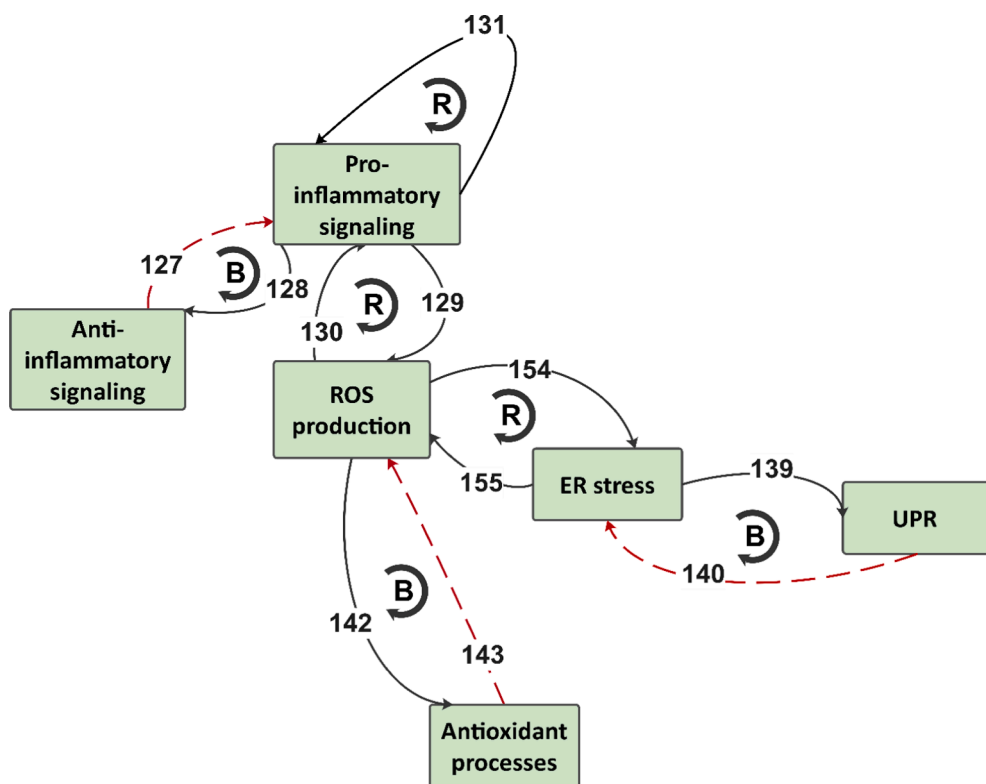 131
R
Pro-
inflammatory
signaling
127
B
128
129
R
130
Anti-
inflammatory
signaling
ROS
production
154
R
155
ER stress
139
UPR
B
140
B
142
143
Antioxidant
processes